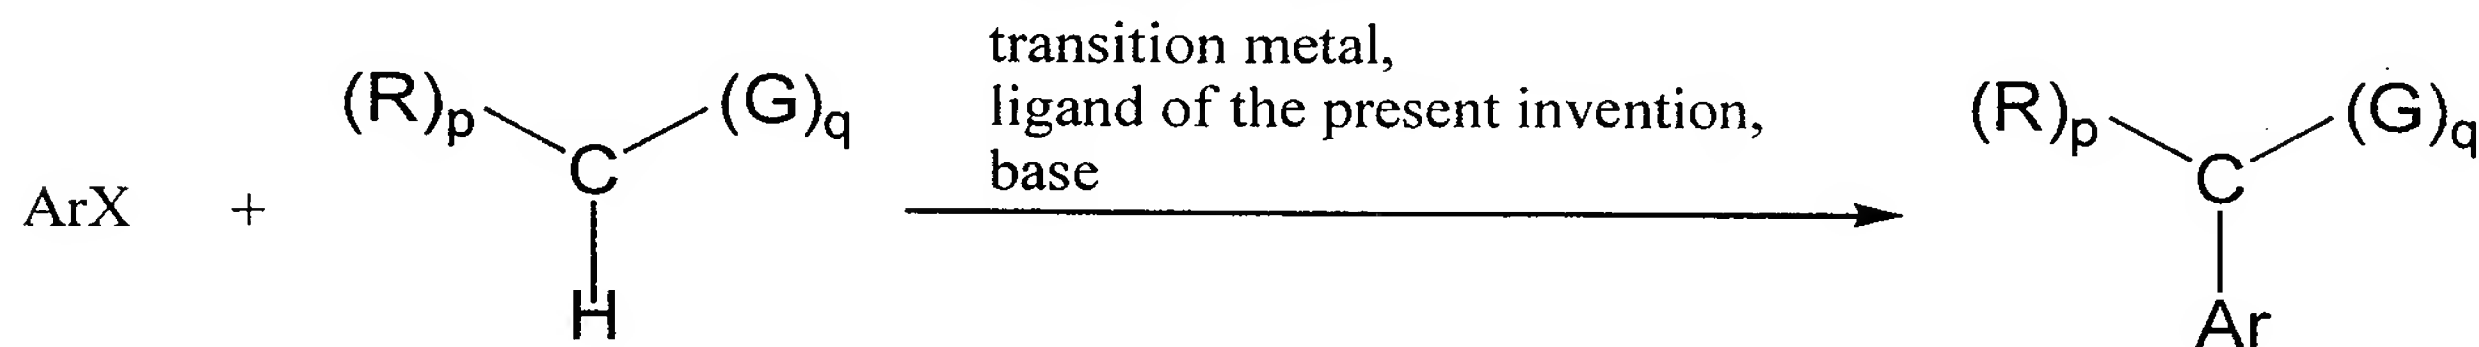 transition metal,
ligand of the present invention,
base
ArX + (R)p C (G)q H
(R)p C (G)q Ar